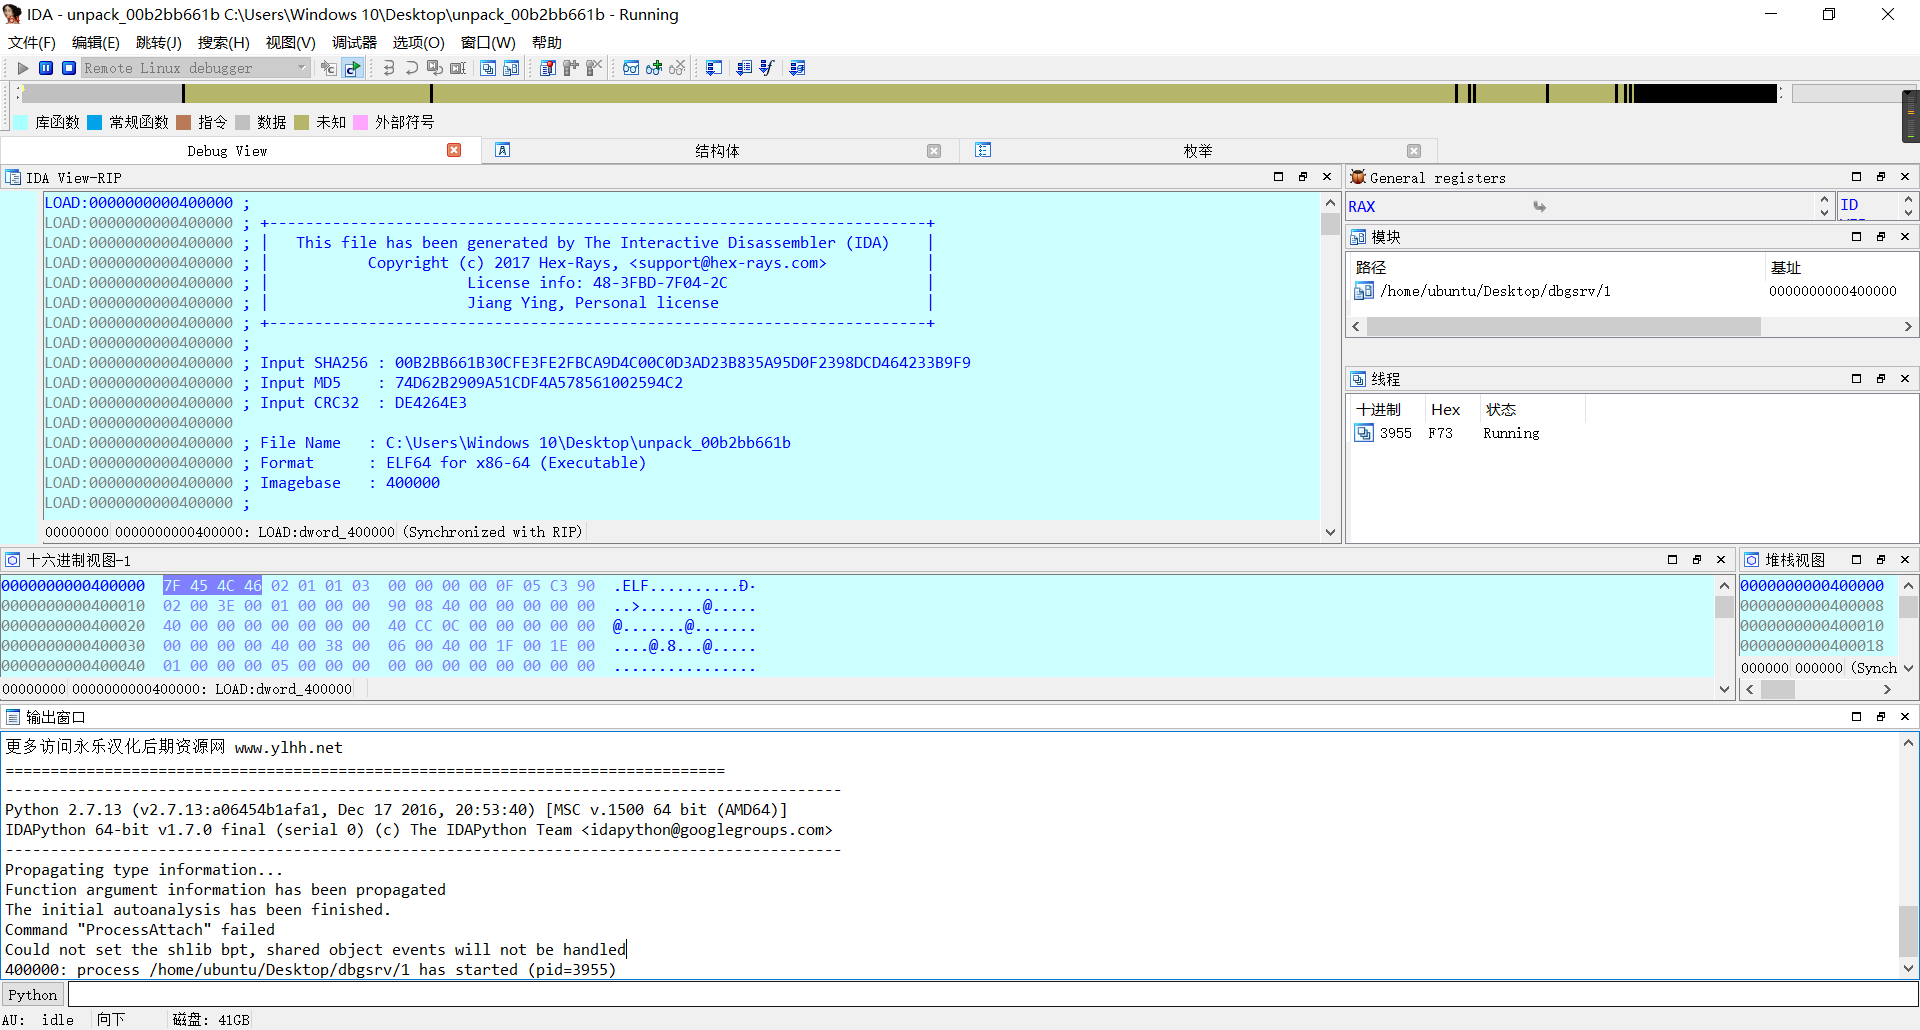 IDA - unpack_00b2bb661b C:\Users\Windows 10\Desktop\unpack_00b2bb661b - Running
文件(F) 编辑(E) 跳转(J) 搜索(H) 视图(V) 调试器 选项(O) 窗口(W) 帮助
Remote Linux debugger
库函数 常规函数 指令 数据 未知 外部符号
Debug View 结构体 枚举
IDA View-RIP
LOAD:0000000000400000 ;
LOAD:0000000000400000 ; +-------------------------------------------------------------------------+
LOAD:0000000000400000 ; |   This file has been generated by The Interactive Disassembler (IDA)    |
LOAD:0000000000400000 ; |           Copyright (c) 2017 Hex-Rays, <support@hex-rays.com>           |
LOAD:0000000000400000 ; |                      License info: 48-3FBD-7F04-2C                      |
LOAD:0000000000400000 ; |                      Jiang Ying, Personal license                       |
LOAD:0000000000400000 ; +-------------------------------------------------------------------------+
LOAD:0000000000400000 ;
LOAD:0000000000400000 ; Input SHA256 : 00B2BB661B30CFE3FE2FBCA9D4C00C0D3AD23B835A95D0F2398DCD464233B9F9
LOAD:0000000000400000 ; Input MD5    : 74D62B2909A51CDF4A578561002594C2
LOAD:0000000000400000 ; Input CRC32  : DE4264E3
LOAD:0000000000400000
LOAD:0000000000400000 ; File Name   : C:\Users\Windows 10\Desktop\unpack_00b2bb661b
LOAD:0000000000400000 ; Format      : ELF64 for x86-64 (Executable)
LOAD:0000000000400000 ; Imagebase   : 400000
LOAD:0000000000400000 ;
00000000 0000000000400000: LOAD:dword_400000 (Synchronized with RIP)
General registers
RAX ID
模块
路径 基址
/home/ubuntu/Desktop/dbgsrv/1 0000000000400000
线程
十进制 Hex 状态
3955 F73 Running
十六进制视图-1
0000000000400000  7F 45 4C 46 02 01 01 03  00 00 00 00 0F 05 C3 90  .ELF..........Ð·
0000000000400010  02 00 3E 00 01 00 00 00  90 08 40 00 00 00 00 00  ..>.......@.....
0000000000400020  40 00 00 00 00 00 00 00  40 CC 0C 00 00 00 00 00  @.......@.......
0000000000400030  00 00 00 00 40 00 38 00  06 00 40 00 1F 00 1E 00  ....@.8...@.....
0000000000400040  01 00 00 00 05 00 00 00  00 00 00 00 00 00 00 00  ................
00000000 0000000000400000: LOAD:dword_400000
堆栈视图
0000000000400000
0000000000400008
0000000000400010
0000000000400018
000000 000000 (Synch
输出窗口
更多访问永乐汉化后期资源网 www.ylhh.net
================================================================================
---------------------------------------------------------------------------------------------
Python 2.7.13 (v2.7.13:a06454b1afa1, Dec 17 2016, 20:53:40) [MSC v.1500 64 bit (AMD64)]
IDAPython 64-bit v1.7.0 final (serial 0) (c) The IDAPython Team <idapython@googlegroups.com>
---------------------------------------------------------------------------------------------
Propagating type information...
Function argument information has been propagated
The initial autoanalysis has been finished.
Command "ProcessAttach" failed
Could not set the shlib bpt, shared object events will not be handled
400000: process /home/ubuntu/Desktop/dbgsrv/1 has started (pid=3955)
Python
AU: idle 向下 磁盘: 41GB